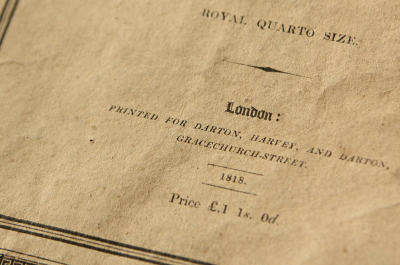 ROYAL QUARTO SIZE.
London:
PRINTED FOR DARTON, HARVEY, AND DARTON,
GRACECHURCH-STREET.
1818.
Price £.1 1s. 0d.